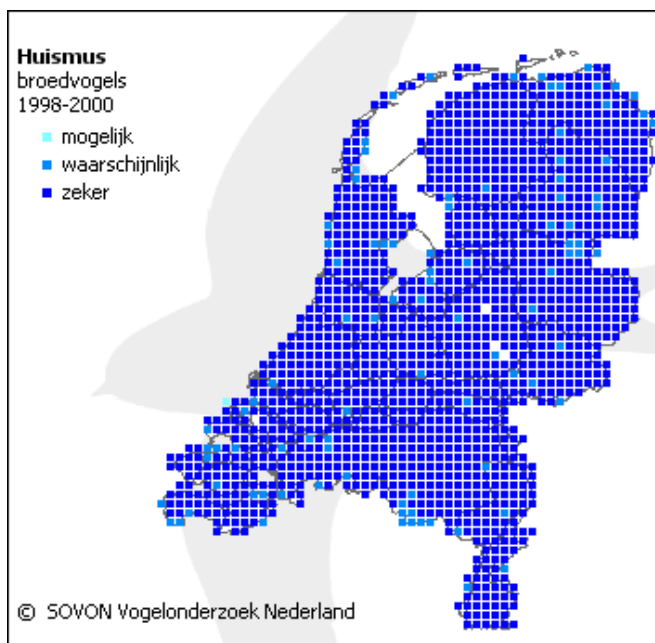 Huismus
broedvogels
1998-2000
mogelijk
waarschijnlijk
zeker
© SOVON Vogelonderzoek Nederland